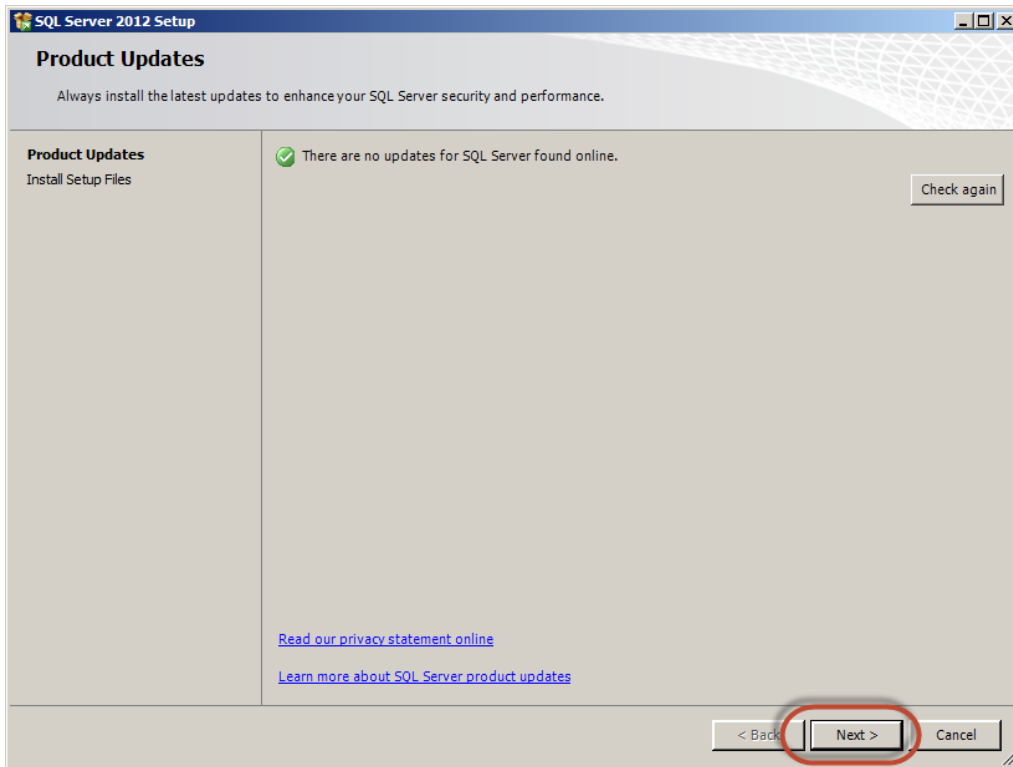 SQL Server 2012 Setup
Product Updates
Always install the latest updates to enhance your SQL Server security and performance.
Product Updates
Install Setup Files
There are no updates for SQL Server found online.
Check again
Read our privacy statement online
Learn more about SQL Server product updates
< Back
Next >
Cancel